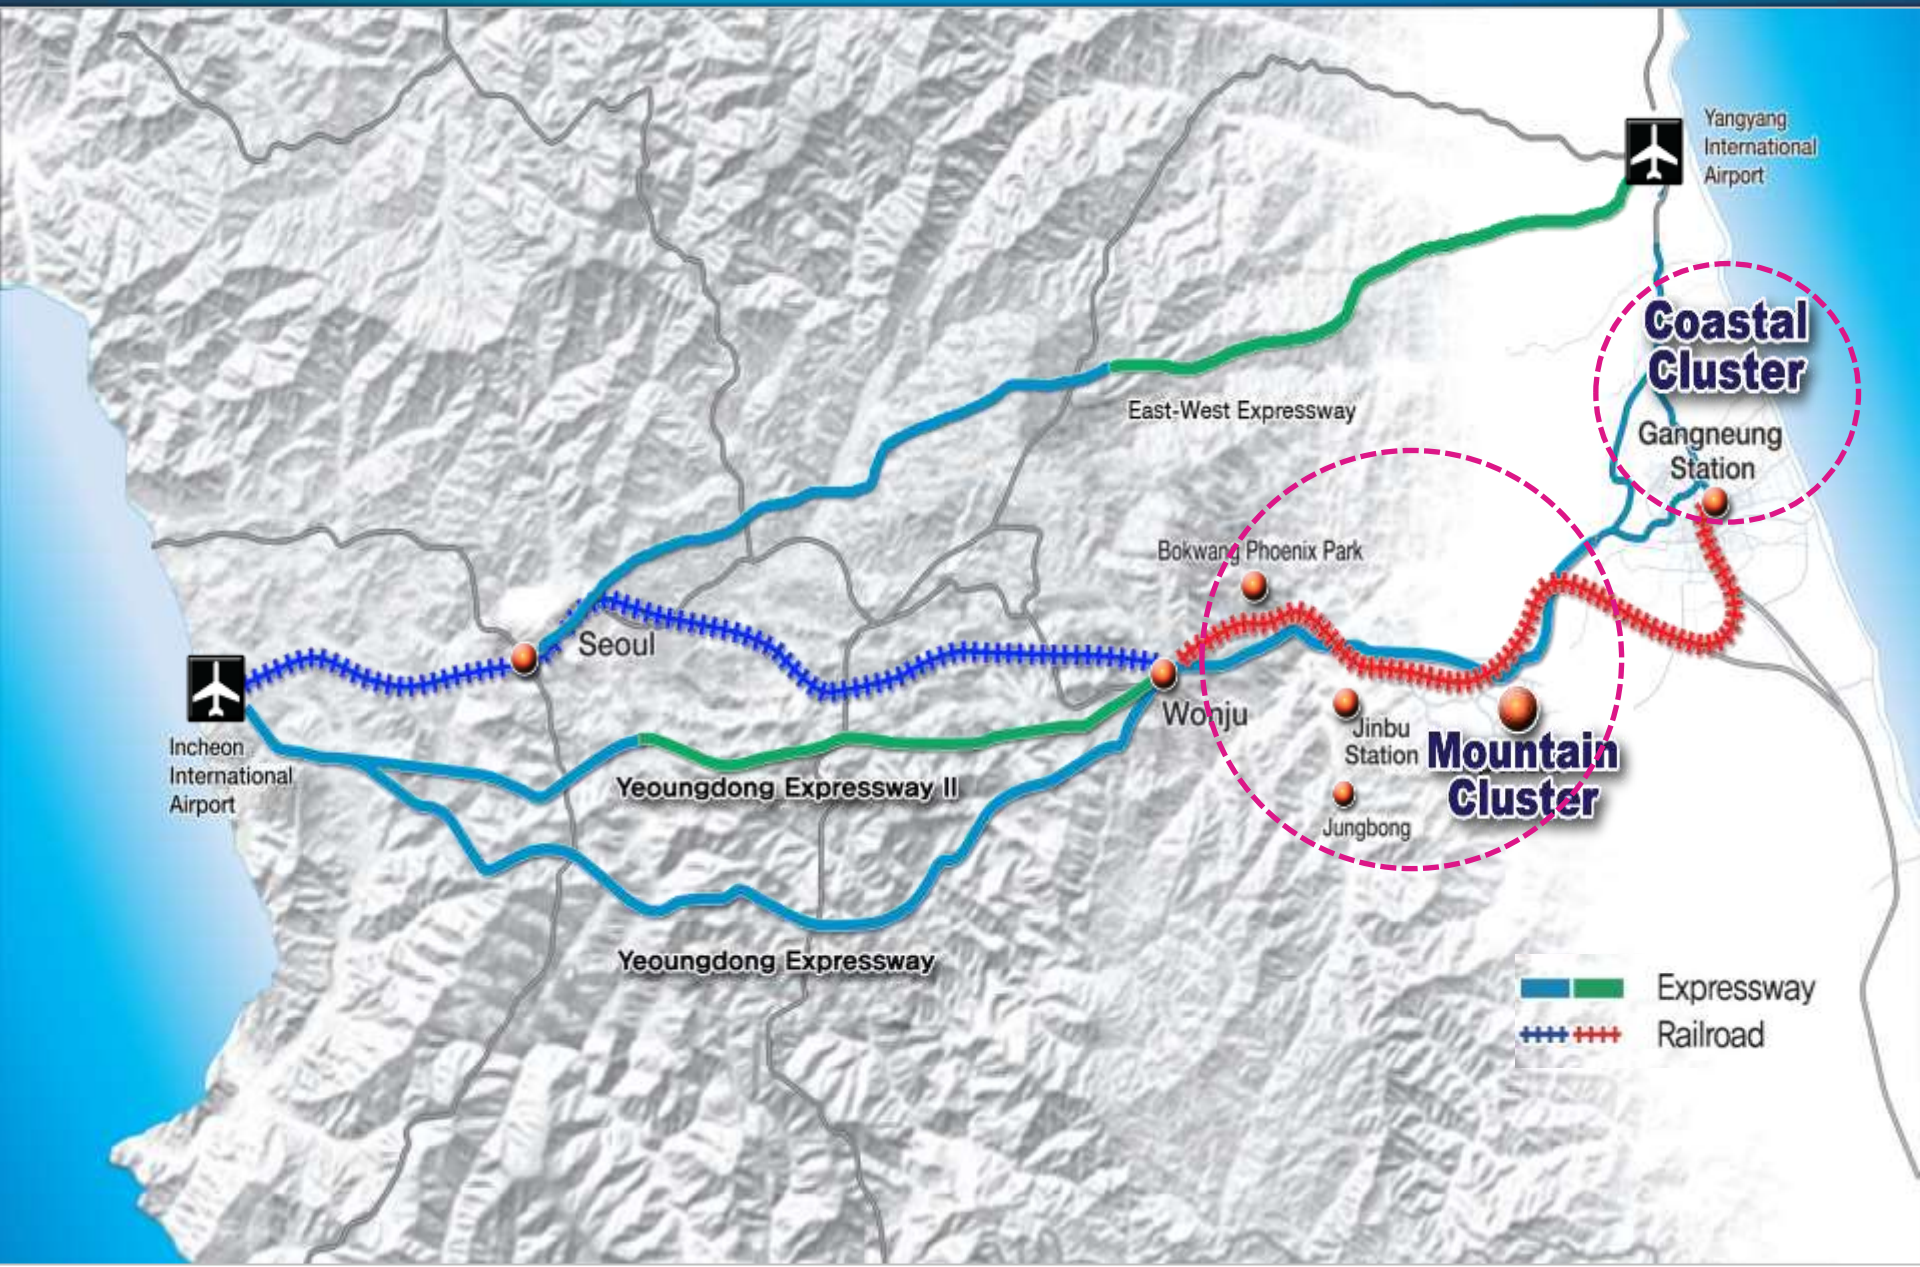 Yangyang
International
Airport
Coastal
Cluster
East-West Expressway
Gangneung
Station
Bokwang Phoenix Park
Seoul
Wonju
Incheon
International
Airport
Jinbu
Station
Mountain
Cluster
Yeoungdong Expressway II
Jungbong
Yeoungdong Expressway
Expressway
Railroad